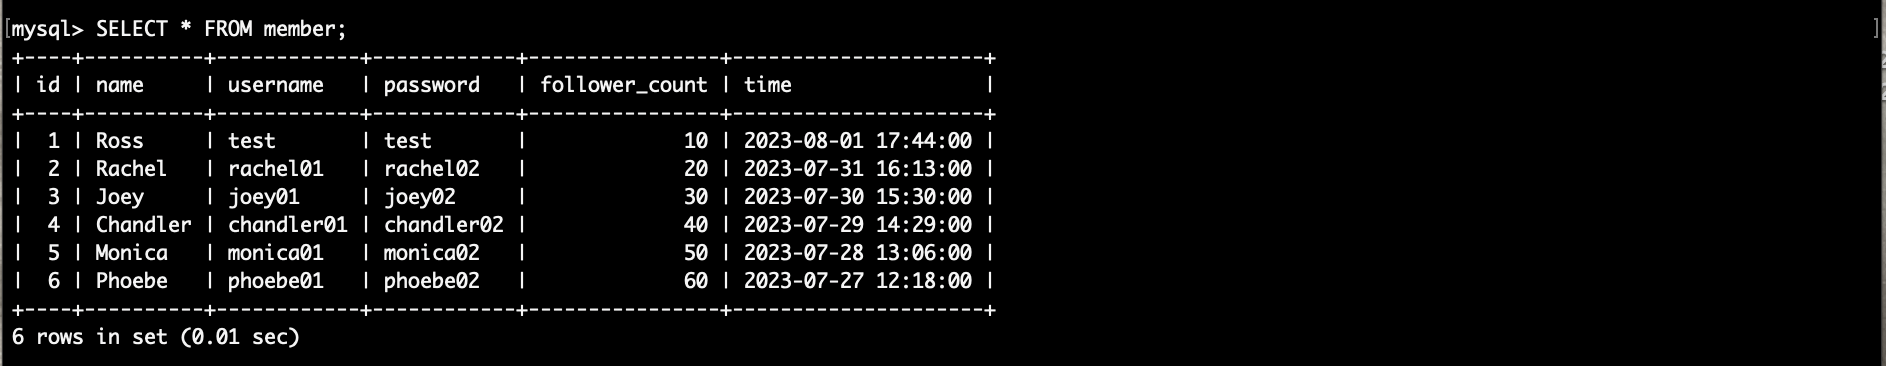 [mysql> SELECT * FROM member; ]
+----+----------+------------+------------+----------------+---------------------+
| id | name     | username   | password   | follower_count | time                |
+----+----------+------------+------------+----------------+---------------------+
|  1 | Ross     | test       | test       |             10 | 2023-08-01 17:44:00 |
|  2 | Rachel   | rachel01   | rachel02   |             20 | 2023-07-31 16:13:00 |
|  3 | Joey     | joey01     | joey02     |             30 | 2023-07-30 15:30:00 |
|  4 | Chandler | chandler01 | chandler02 |             40 | 2023-07-29 14:29:00 |
|  5 | Monica   | monica01   | monica02   |             50 | 2023-07-28 13:06:00 |
|  6 | Phoebe   | phoebe01   | phoebe02   |             60 | 2023-07-27 12:18:00 |
+----+----------+------------+------------+----------------+---------------------+
6 rows in set (0.01 sec)